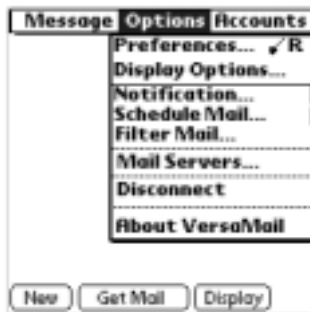 Message Options Accounts
Preferences... R
Display Options...
Notification...
Schedule Mail...
Filter Mail...
Mail Servers...
Disconnect
About VersaMail
New Get Mail Display